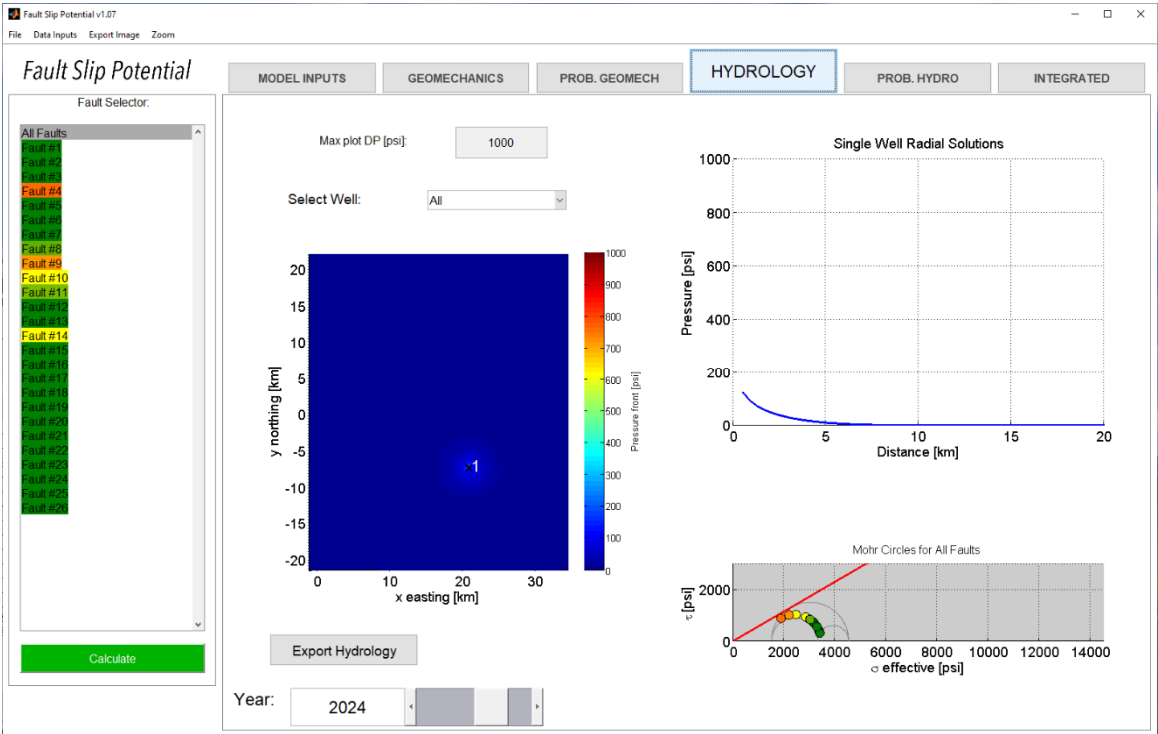 Fault Slip Potential v1.07
File Data Inputs Export Image Zoom
Fault Slip Potential
MODEL INPUTS
GEOMECHANICS
PROB. GEOMECH
HYDROLOGY
PROB. HYDRO
INTEGRATED
Fault Selector:
All Faults
Fault #1
Fault #2
Fault #3
Fault #4
Fault #5
Fault #6
Fault #7
Fault #8
Fault #9
Fault #10
Fault #11
Fault #12
Fault #13
Fault #14
Fault #15
Fault #16
Fault #17
Fault #18
Fault #19
Fault #20
Fault #21
Fault #22
Fault #23
Fault #24
Fault #25
Fault #26
Calculate
Max plot DP [psi]:
1000
Select Well:
All
20
15
10
5
0
-5
-10
-15
-20
y northing [km]
1
0 10 20 30
x easting [km]
1000
900
800
700
600
500
400
300
200
100
0
Pressure front [psi]
Export Hydrology
Year:
2024
Single Well Radial Solutions
1000
800
600
400
200
0
Pressure [psi]
0 5 10 15 20
Distance [km]
Mohr Circles for All Faults
2000
0
τ [psi]
0 2000 4000 6000 8000 10000 12000 14000
σ effective [psi]